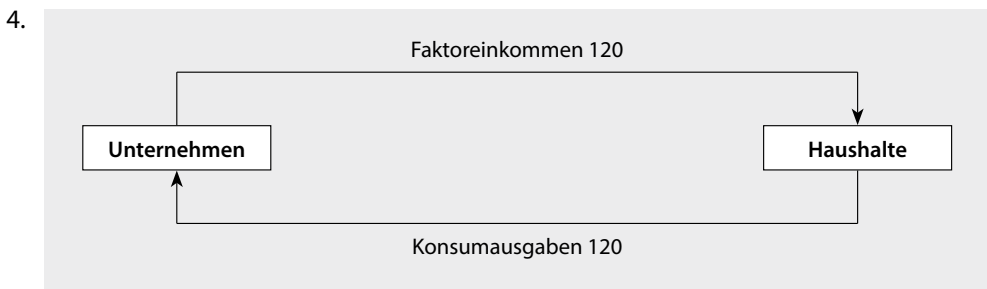 4.
Faktoreinkommen 120
Unternehmen
Haushalte
Konsumausgaben 120